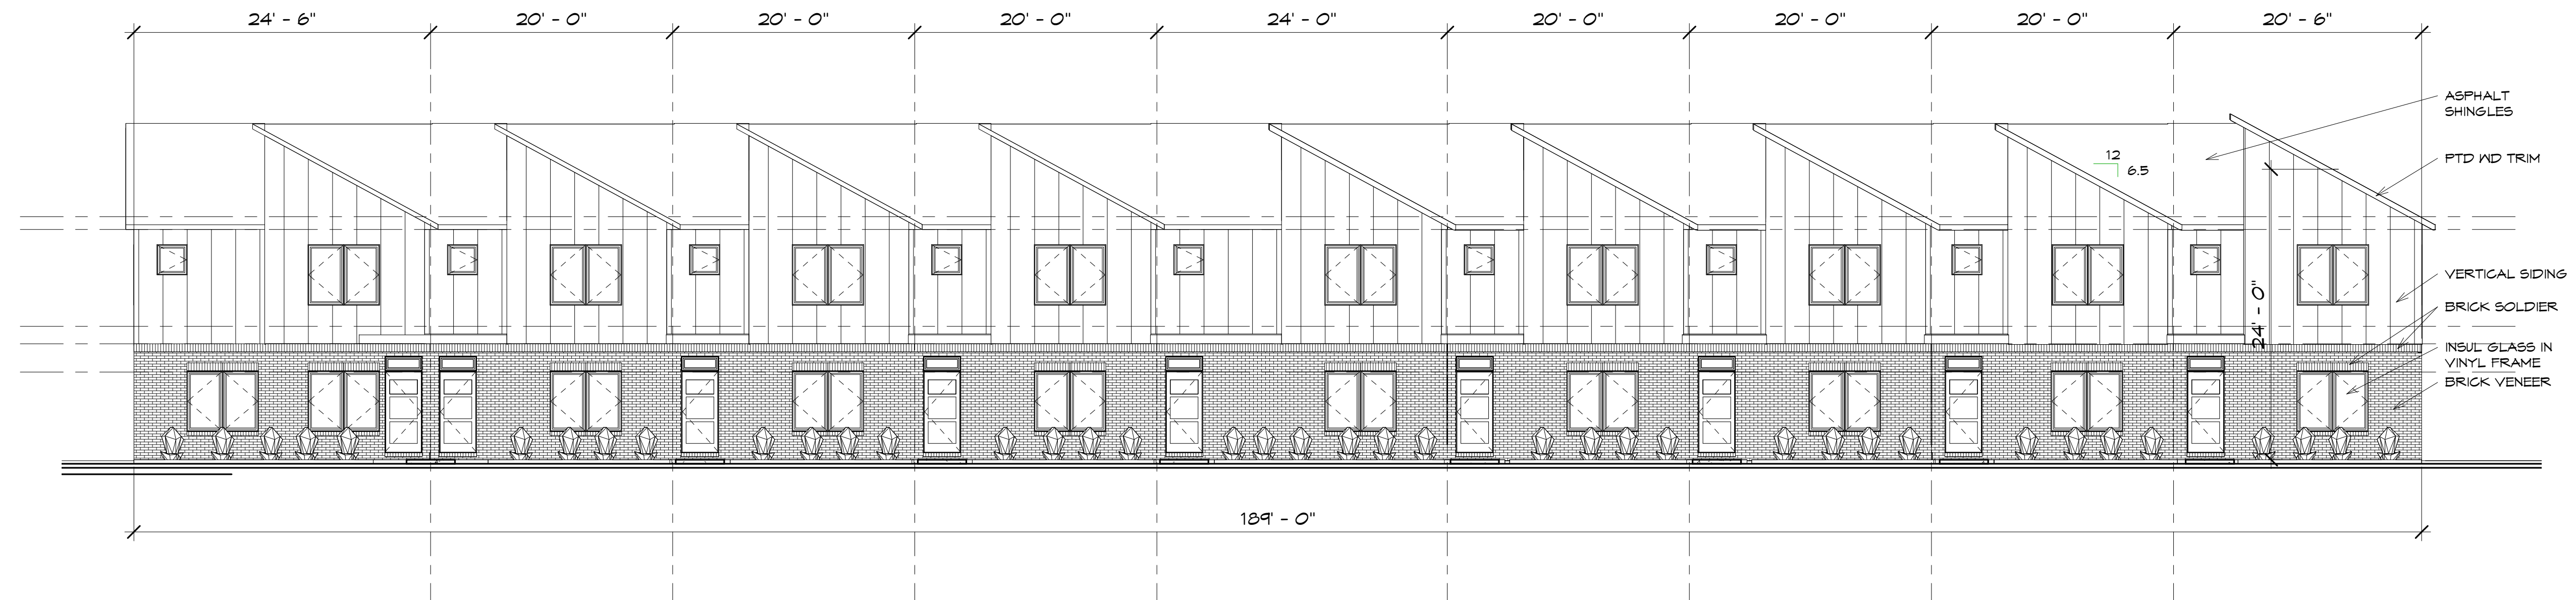 24' - 6"
20' - 0"
20' - 0"
20' - 0"
24' - 0"
20' - 0"
20' - 0"
20' - 0"
20' - 6"
ASPHALT
SHINGLES
12
6.5
PTD WD TRIM
VERTICAL SIDING
24' - 0"
BRICK SOLDIER
INSUL GLASS IN
VINYL FRAME
BRICK VENEER
189' - 0"